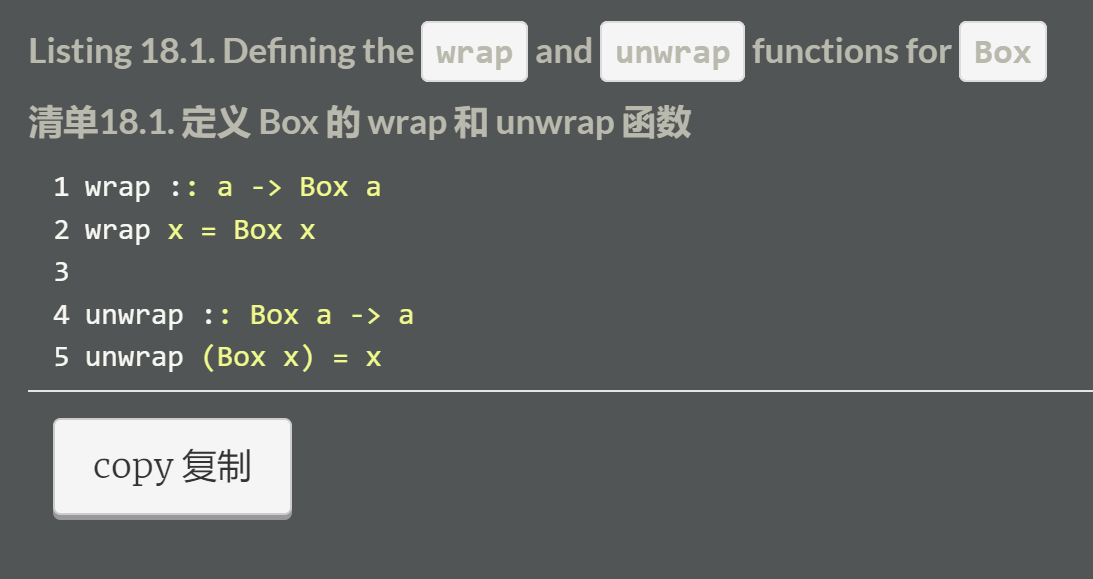 Listing 18.1. Defining the wrap and unwrap functions for Box
清单18.1. 定义 Box 的 wrap 和 unwrap 函数
1 wrap :: a -> Box a
2 wrap x = Box x
3
4 unwrap :: Box a -> a
5 unwrap (Box x) = x
copy 复制